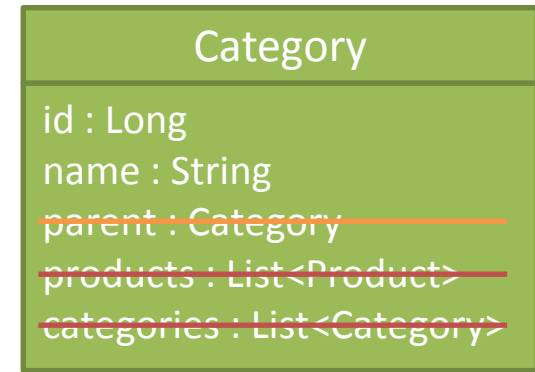 Category
id : Long
name : String
parent : Category
products : List<Product>
categories : List<Category>